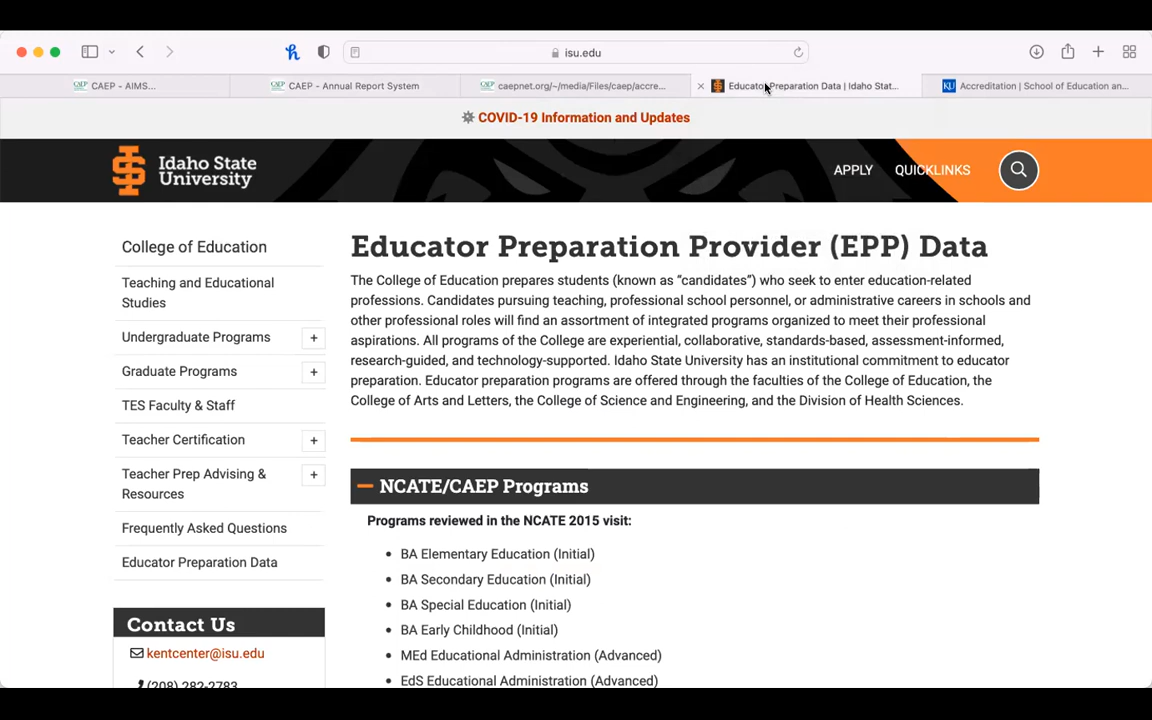 isu.edu
CAEP - AIMS...
CAEP - Annual Report System
caepnet.org/~/media/Files/caep/accre...
Educator Preparation Data | Idaho Stat...
Accreditation | School of Education an...
COVID-19 Information and Updates
Idaho State
University
APPLY
QUICKLINKS
College of Education
Teaching and Educational
Studies
Undergraduate Programs +
Graduate Programs +
TES Faculty & Staff
Teacher Certification +
Teacher Prep Advising & +
Resources
Frequently Asked Questions
Educator Preparation Data
Contact Us
kentcenter@isu.edu
(208) 282-2783
Educator Preparation Provider (EPP) Data
The College of Education prepares students (known as “candidates”) who seek to enter education-related
professions. Candidates pursuing teaching, professional school personnel, or administrative careers in schools and
other professional roles will find an assortment of integrated programs organized to meet their professional
aspirations. All programs of the College are experiential, collaborative, standards-based, assessment-informed,
research-guided, and technology-supported. Idaho State University has an institutional commitment to educator
preparation. Educator preparation programs are offered through the faculties of the College of Education, the
College of Arts and Letters, the College of Science and Engineering, and the Division of Health Sciences.
NCATE/CAEP Programs
Programs reviewed in the NCATE 2015 visit:
• BA Elementary Education (Initial)
• BA Secondary Education (Initial)
• BA Special Education (Initial)
• BA Early Childhood (Initial)
• MEd Educational Administration (Advanced)
• EdS Educational Administration (Advanced)